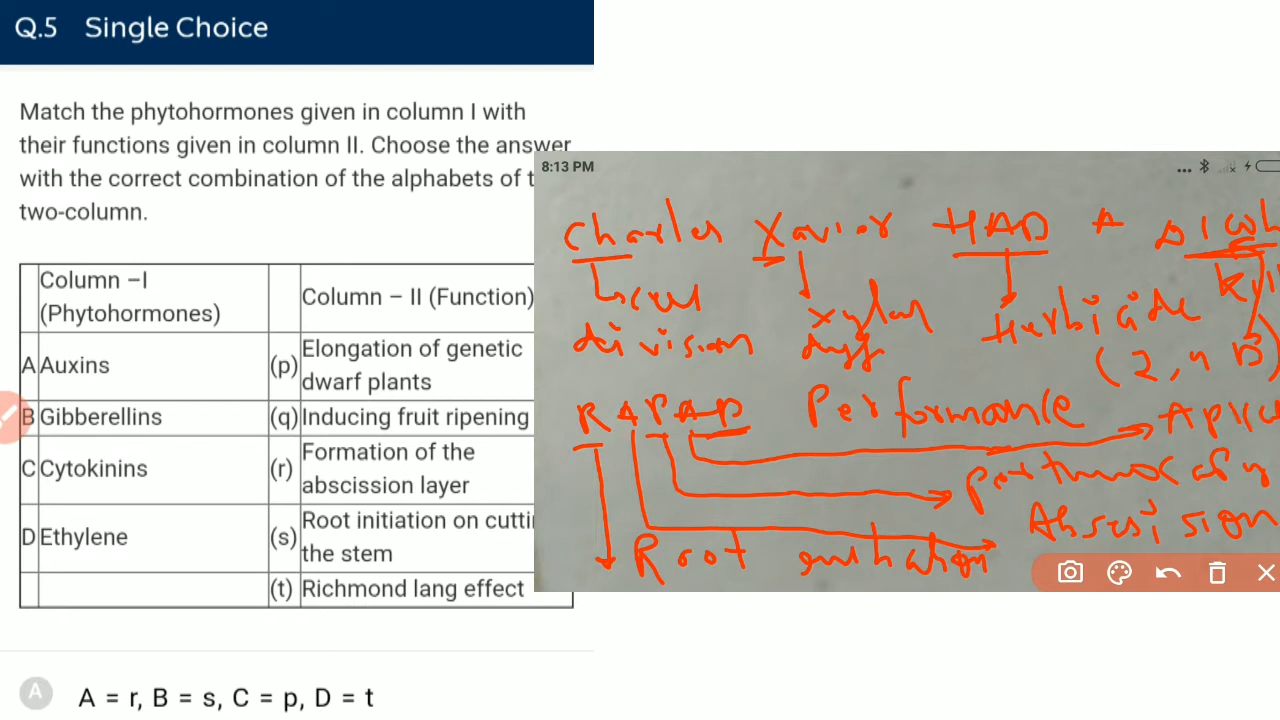 Q.5 Single Choice
Match the phytohormones given in column I with
their functions given in column II. Choose the answer
with the correct combination of the alphabets of t
two-column.
Column –I
(Phytohormones)
Column – II (Function)
A Auxins (p) Elongation of genetic
dwarf plants
B Gibberellins (q) Inducing fruit ripening
C Cytokinins (r) Formation of the
abscission layer
D Ethylene (s) Root initiation on cutti
the stem
(t) Richmond lang effect
A A = r, B = s, C = p, D = t
8:13 PM
Charles Xavier HAD A
cell
division
xylem
diff
Herbicide
(2,4 D)
RAPAP Performance
Root